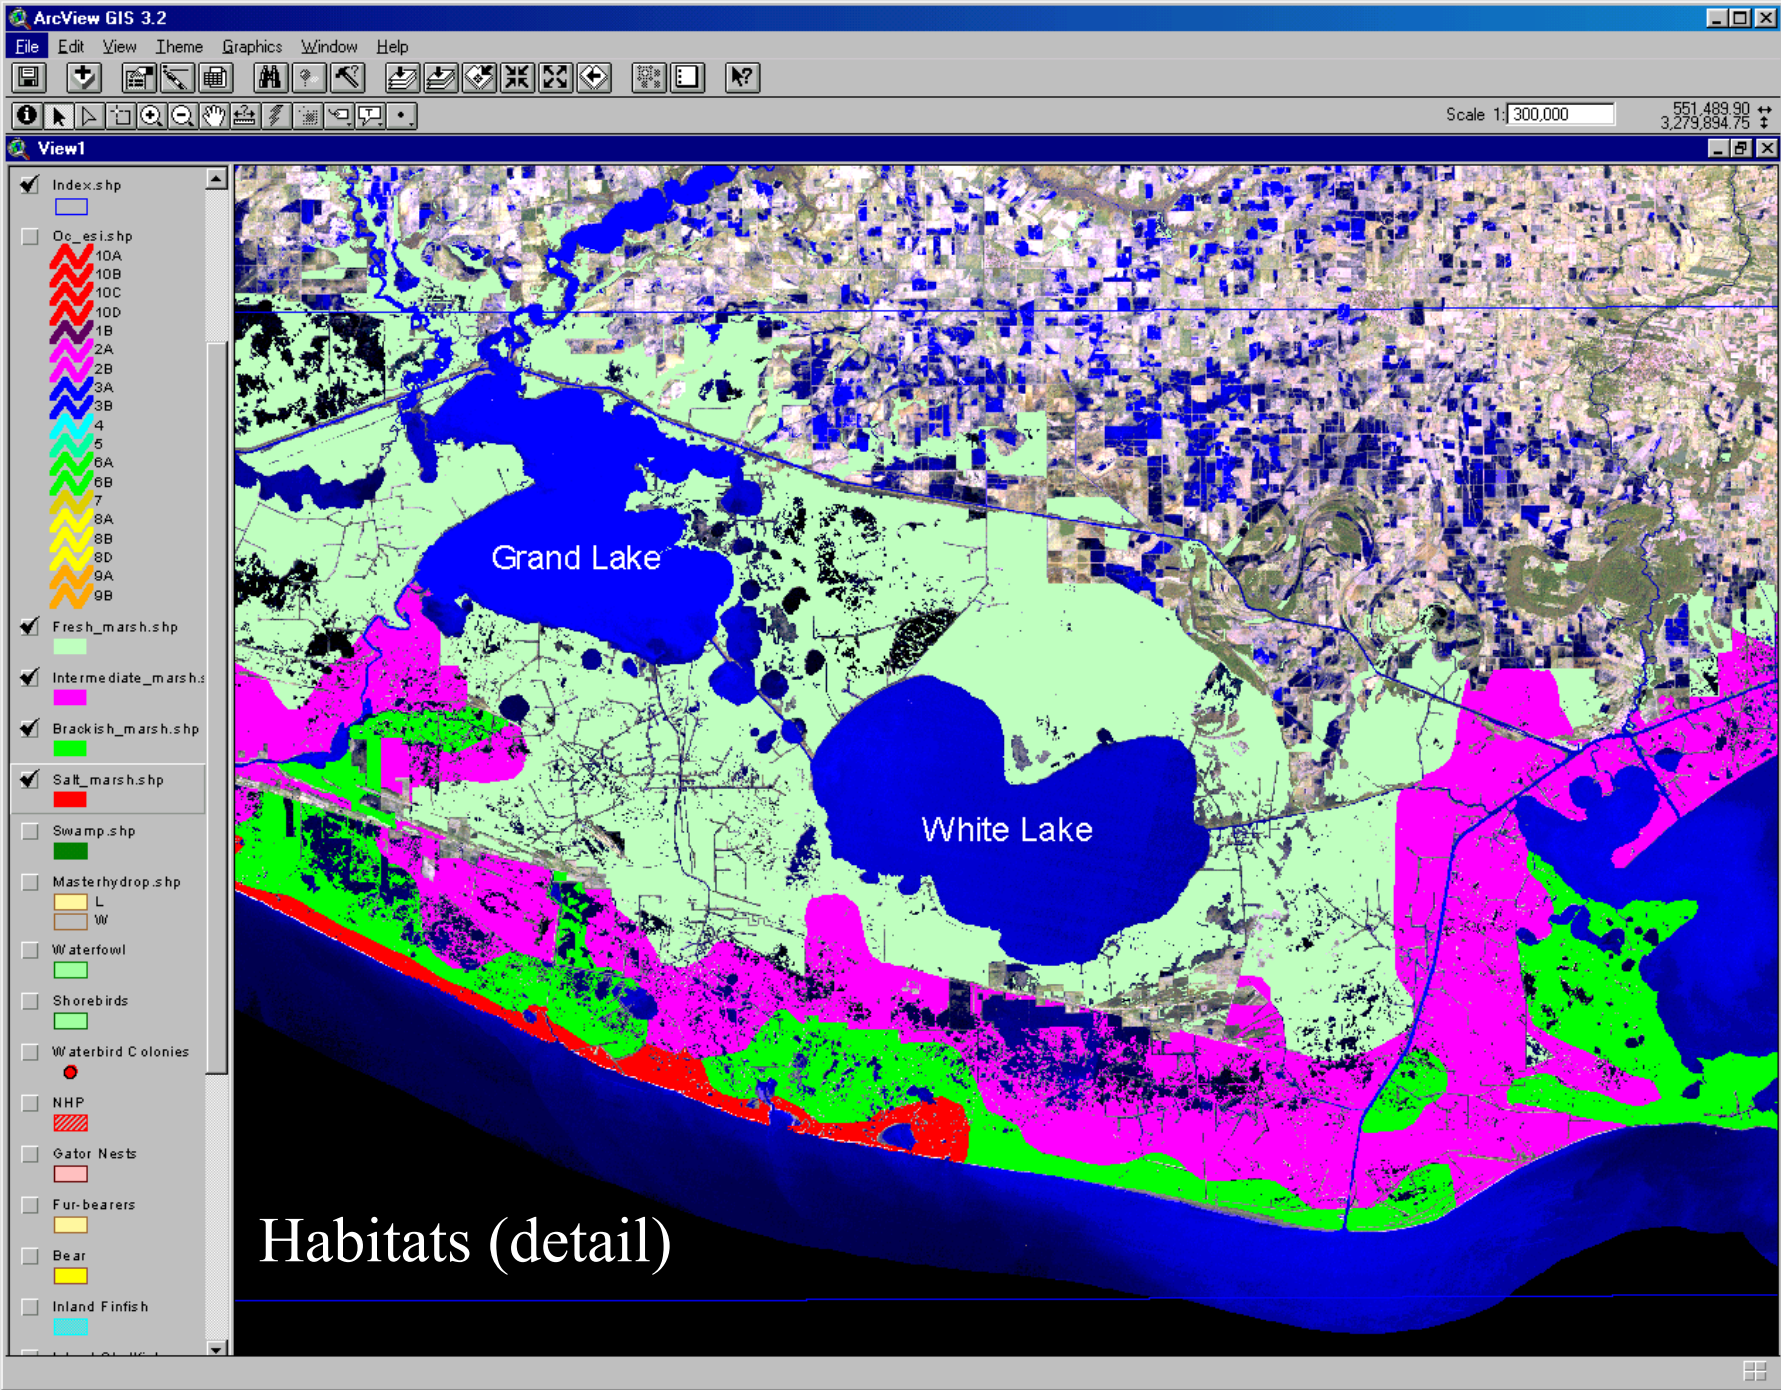 ArcView GIS 3.2
File Edit View Theme Graphics Window Help
Scale 1: 300,000
551,489.90
3,279,894.75
View1
Index.shp
Oc_esi.shp
10A
10B
10C
10D
1B
2A
2B
3A
3B
4
5
6A
6B
7
8A
8B
8D
9A
9B
Fresh_marsh.shp
Intermediate_marsh.s
Brackish_marsh.shp
Salt_marsh.shp
Swamp.shp
Masterhydrop.shp
L
W
Waterfowl
Shorebirds
Waterbird Colonies
NHP
Gator Nests
Fur-bearers
Bear
Inland Finfish
Grand Lake
White Lake
Habitats (detail)